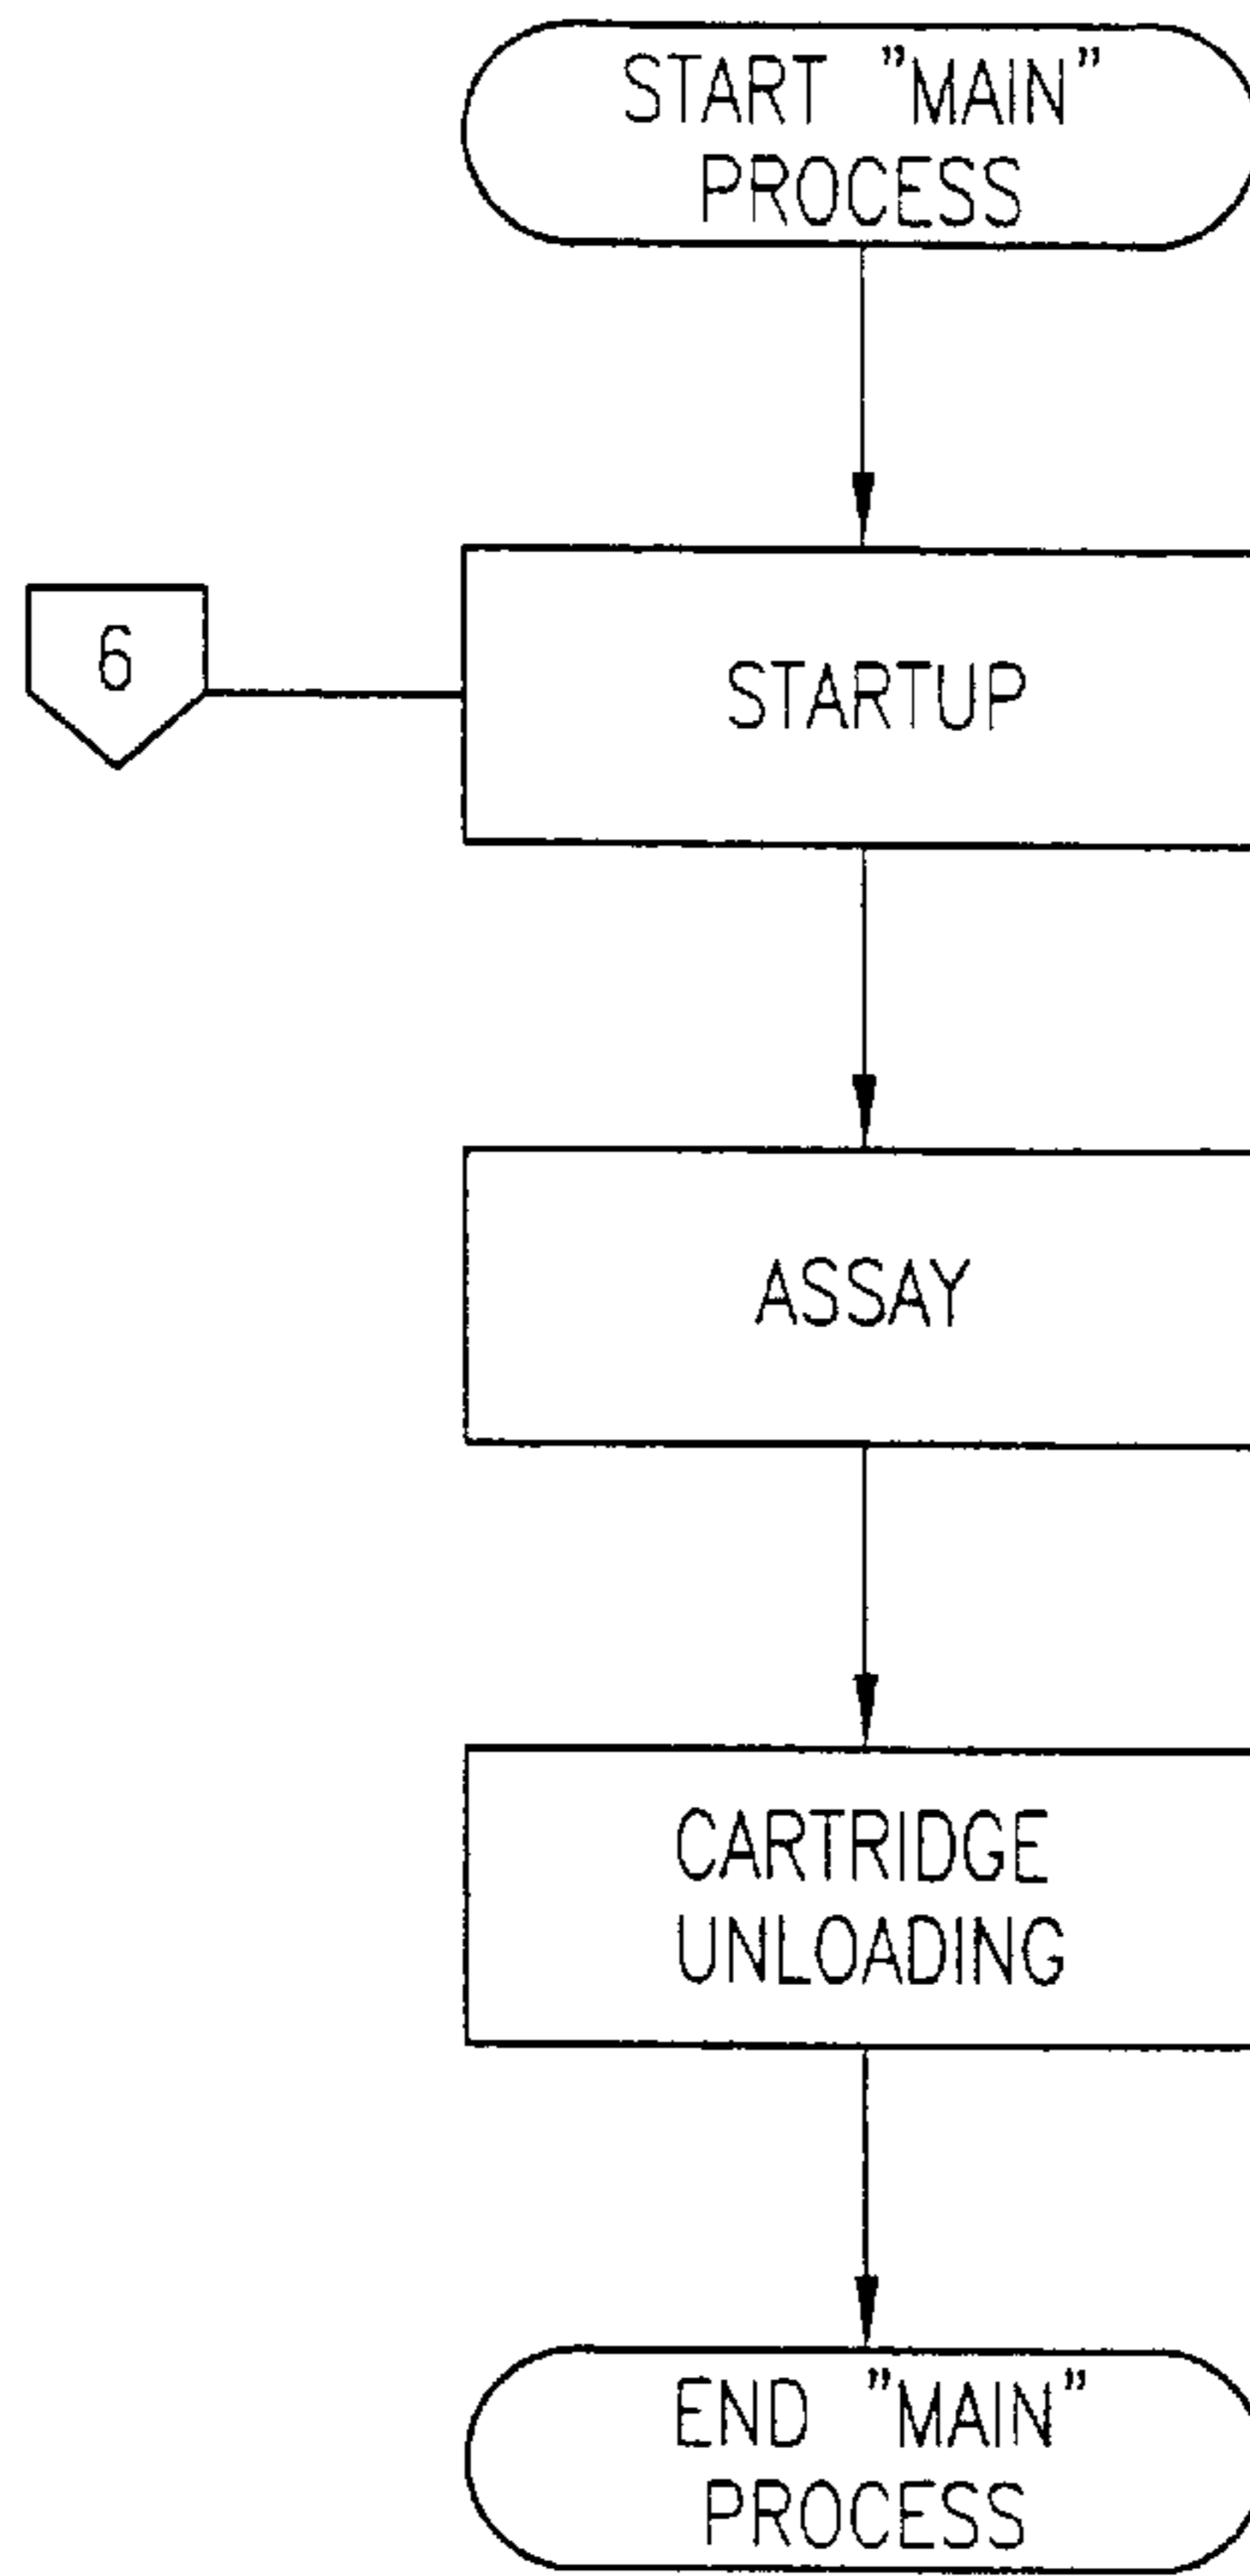 START "MAIN"
PROCESS
6
STARTUP
ASSAY
CARTRIDGE
UNLOADING
END "MAIN"
PROCESS